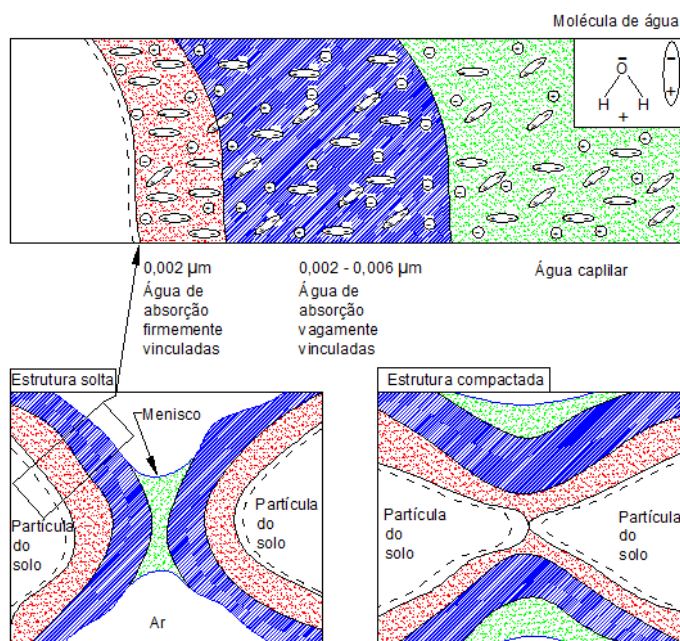 Molécula de água
−
O
H H
+
−
+
0,002 µm
Água de
absorção
firmemente
vinculadas
0,002 - 0,006 µm
Água de
absorção
vagamente
vinculadas
Água caplilar
Estrutura solta
Menisco
Partícula
do
solo
Partícula
do
solo
Ar
Estrutura compactada
Partícula
do
solo
Partícula
do
solo